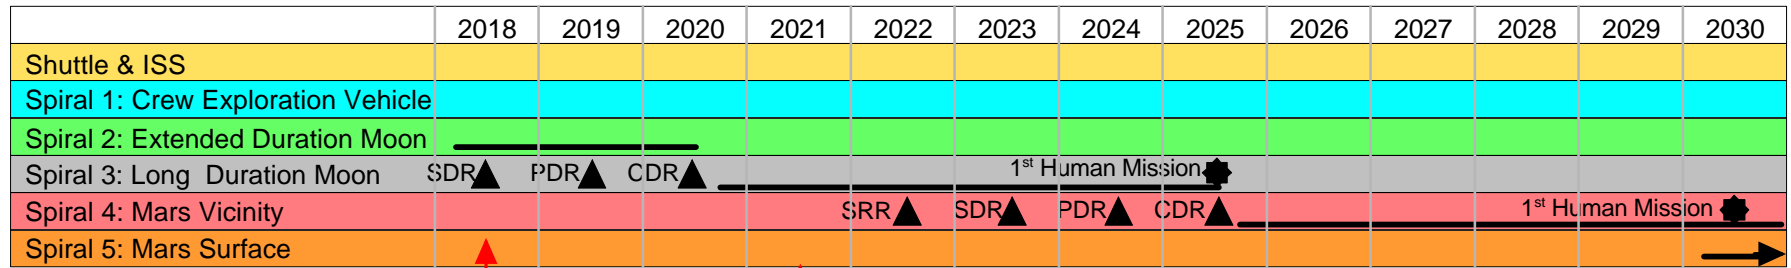 2018 2019 2020 2021 2022 2023 2024 2025 2026 2027 2028 2029 2030
Shuttle & ISS
Spiral 1: Crew Exploration Vehicle
Spiral 2: Extended Duration Moon
Spiral 3: Long Duration Moon SDR PDR CDR 1st Human Mission
Spiral 4: Mars Vicinity SRR SDR PDR CDR 1st Human Mission
Spiral 5: Mars Surface